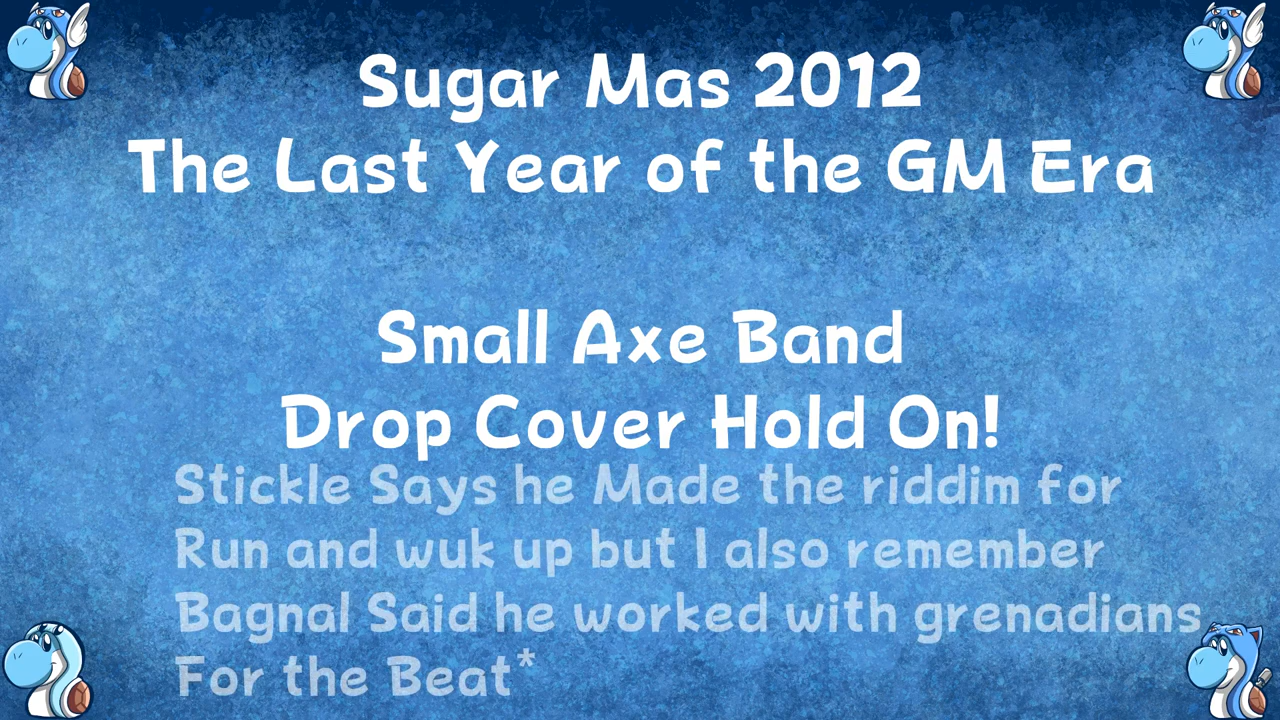 Sugar Mas 2012
The Last Year of the GM Era
Small Axe Band
Drop Cover Hold On!
Stickle Says he Made the riddim for
Run and wuk up but I also remember
Bagnal Said he worked with grenadians
For the Beat*